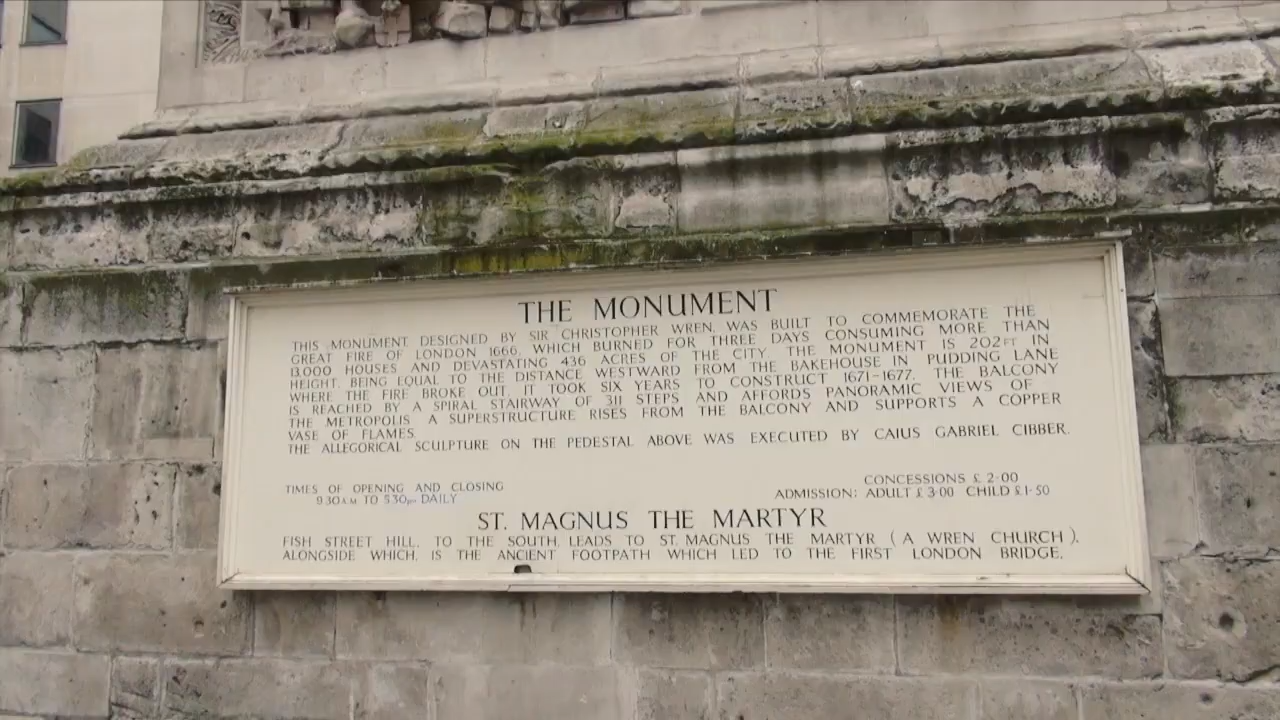 THE MONUMENT
THIS MONUMENT DESIGNED BY SIR CHRISTOPHER WREN, WAS BUILT TO COMMEMORATE THE
GREAT FIRE OF LONDON 1666, WHICH BURNED FOR THREE DAYS CONSUMING MORE THAN
13,000 HOUSES AND DEVASTATING 436 ACRES OF THE CITY. THE MONUMENT IS 202FT IN
HEIGHT, BEING EQUAL TO THE DISTANCE WESTWARD FROM THE BAKEHOUSE IN PUDDING LANE
WHERE THE FIRE BROKE OUT. IT TOOK SIX YEARS TO CONSTRUCT 1671-1677. THE BALCONY
IS REACHED BY A SPIRAL STAIRWAY OF 311 STEPS AND AFFORDS PANORAMIC VIEWS OF
THE METROPOLIS A SUPERSTRUCTURE RISES FROM THE BALCONY AND SUPPORTS A COPPER
VASE OF FLAMES.
THE ALLEGORICAL SCULPTURE ON THE PEDESTAL ABOVE WAS EXECUTED BY CAIUS GABRIEL CIBBER.
TIMES OF OPENING AND CLOSING
9.30A.M. TO 5.30pm DAILY
CONCESSIONS £ 2·00
ADMISSION: ADULT £ 3·00 CHILD £1·50
ST. MAGNUS THE MARTYR
FISH STREET HILL, TO THE SOUTH, LEADS TO ST. MAGNUS THE MARTYR (A WREN CHURCH).
ALONGSIDE WHICH, IS THE ANCIENT FOOTPATH WHICH LED TO THE FIRST LONDON BRIDGE.